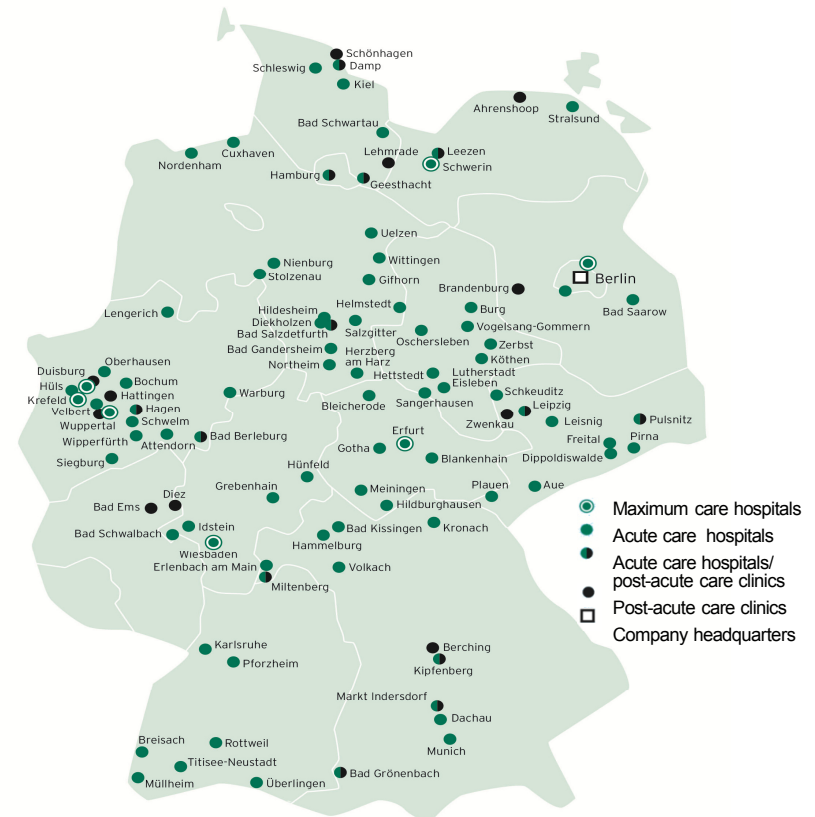 Schönhagen
Damp
Schleswig
Kiel
Ahrenshoop
Stralsund
Bad Schwartau
Cuxhaven
Nordenham
Lehmrade
Leezen
Schwerin
Hamburg
Geesthacht
Uelzen
Wittingen
Nienburg
Stolzenau
Gifhorn
Berlin
Brandenburg
Bad Saarow
Lengerich
Hildesheim
Diekholzen
Bad Salzdetfurth
Helmstedt
Salzgitter
Burg
Oschersleben
Vogelsang-Gommern
Bad Gandersheim
Northeim
Herzberg
am Harz
Zerbst
Köthen
Hettstedt
Lutherstadt
Eisleben
Duisburg
Oberhausen
Hüls
Bochum
Krefeld
Hattingen
Velbert
Hagen
Wuppertal
Schwelm
Wipperfürth
Attendorn
Siegburg
Warburg
Bad Berleburg
Bleicherode
Sangerhausen
Schkeuditz
Leipzig
Zwenkau
Leisnig
Pulsnitz
Freital
Pirna
Dippoldiswalde
Erfurt
Gotha
Blankenhain
Hünfeld
Grebenhain
Meiningen
Hildburghausen
Plauen
Aue
Bad Ems
Diez
Bad Schwalbach
Idstein
Wiesbaden
Bad Kissingen
Hammelburg
Kronach
Erlenbach am Main
Miltenberg
Volkach
Maximum care hospitals
Acute care hospitals
Acute care hospitals/
post-acute care clinics
Post-acute care clinics
Company headquarters
Karlsruhe
Pforzheim
Berching
Kipfenberg
Markt Indersdorf
Dachau
Munich
Breisach
Rottweil
Titisee-Neustadt
Müllheim
Überlingen
Bad Grönenbach